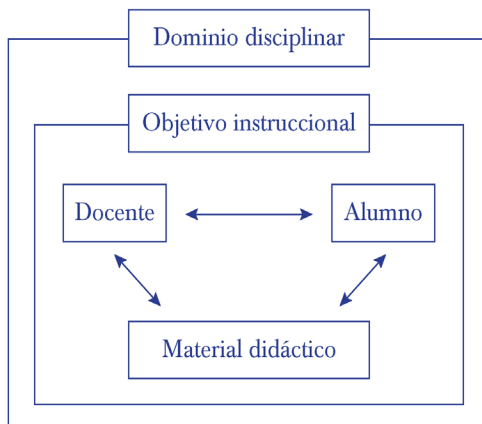 Dominio disciplinar
Objetivo instruccional
Docente
Alumno
Material didáctico